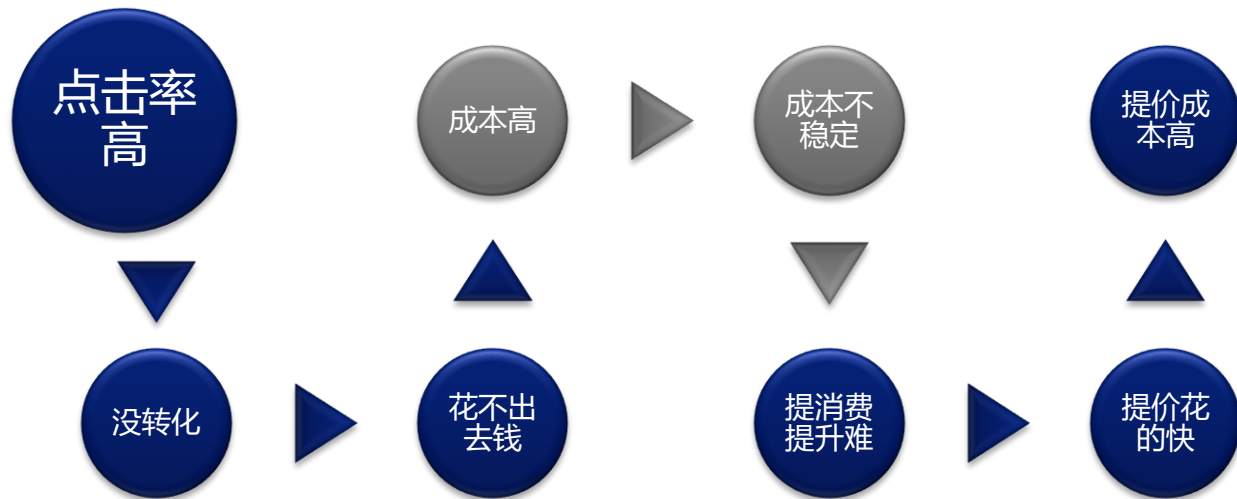 点击率
高
没转化
花不出
去钱
成本高
成本不
稳定
提消费
提升难
提价花
的快
提价成
本高